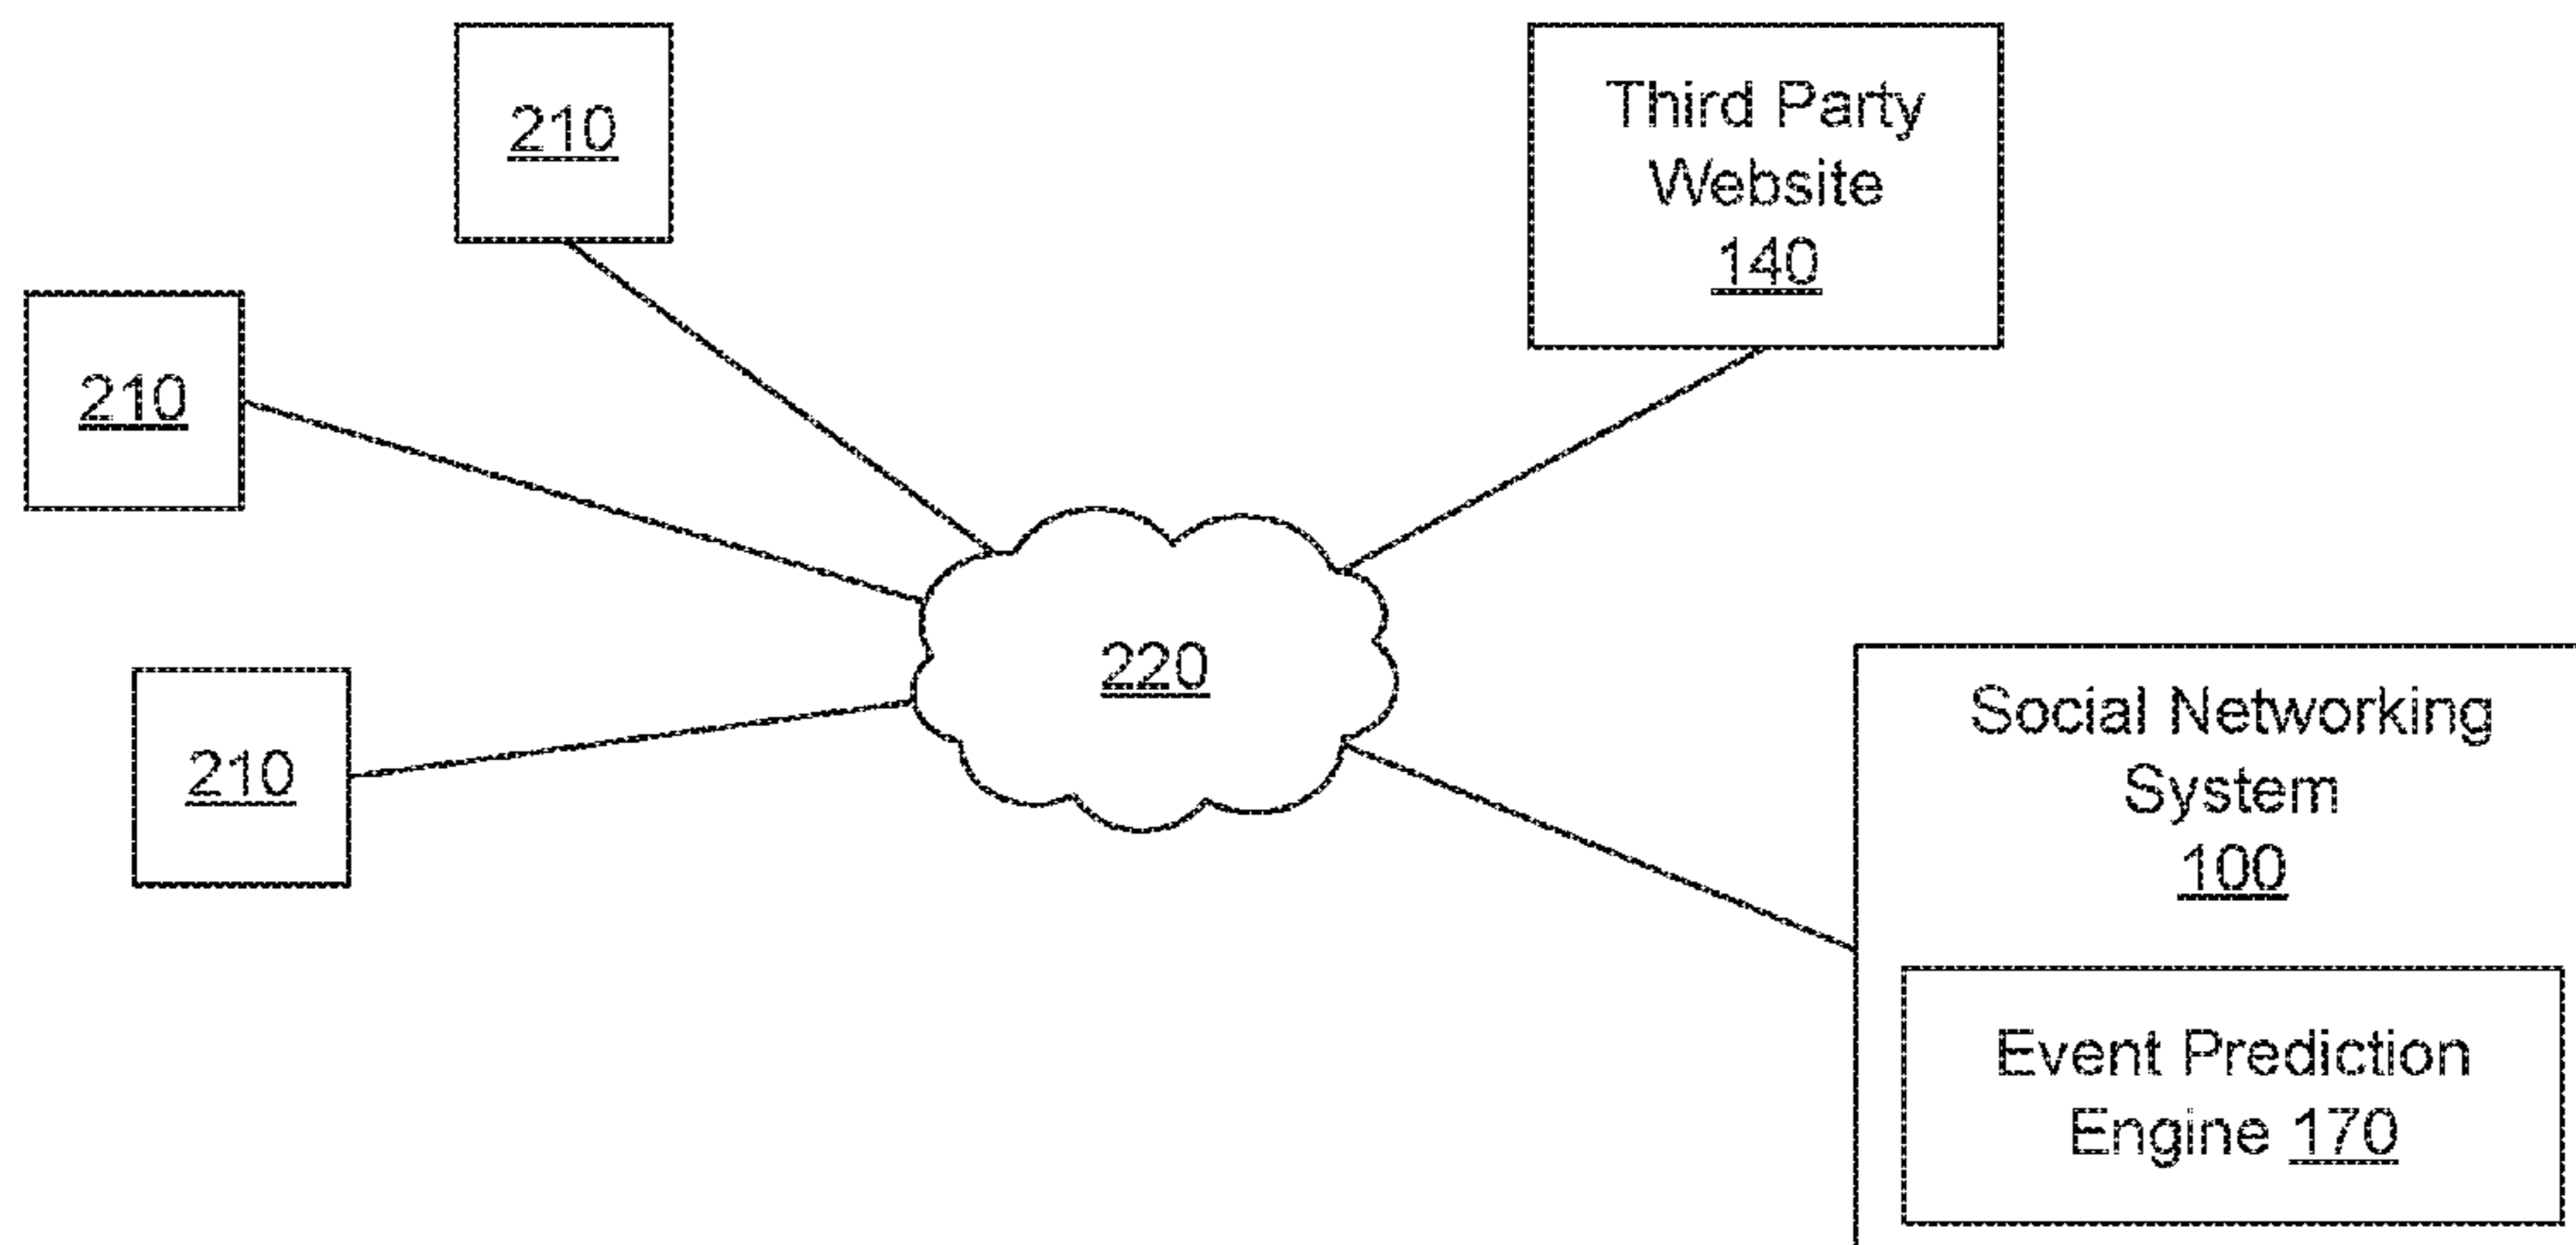 210
Third Party
Website
140
210
220
210
Social Networking
System
100
Event Prediction
Engine 170